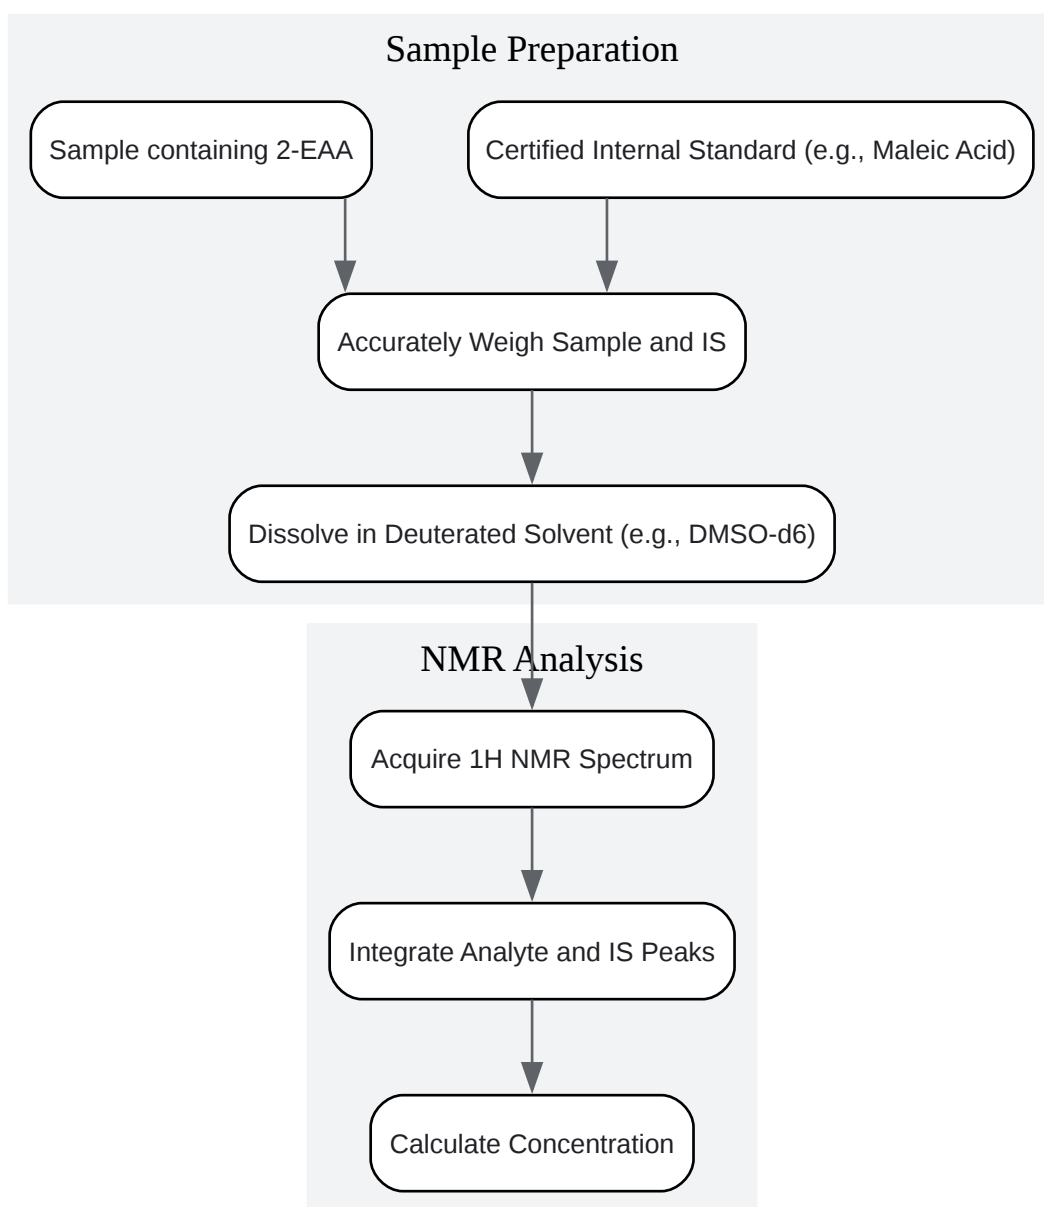 Sample Preparation
Sample containing 2-EAA
Certified Internal Standard (e.g., Maleic Acid)
Accurately Weigh Sample and IS
Dissolve in Deuterated Solvent (e.g., DMSO-d6)
NMR Analysis
Acquire 1H NMR Spectrum
Integrate Analyte and IS Peaks
Calculate Concentration